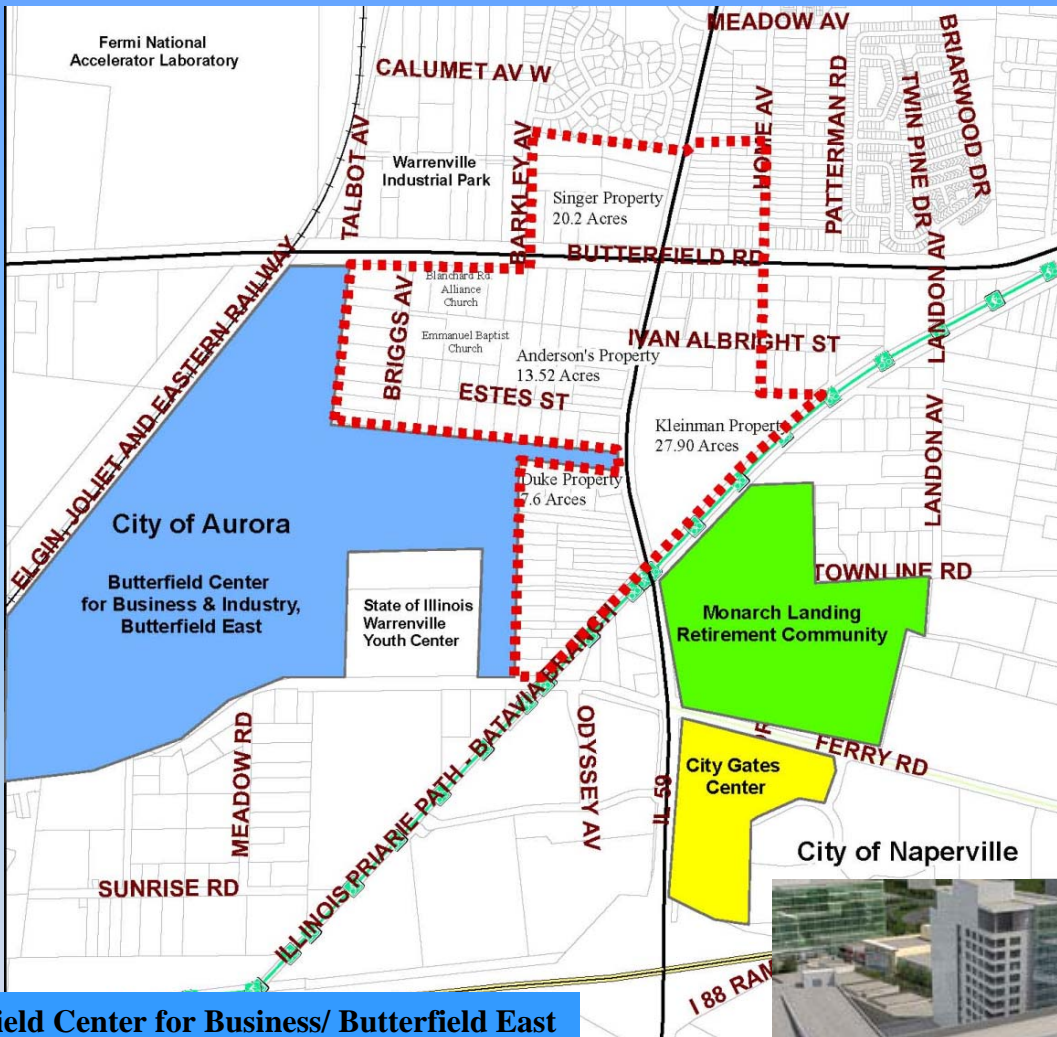 MEADOW AV
Fermi National
Accelerator Laboratory
CALUMET AV W
BRIARWOOD DR
TWIN PINE DR
PATTERMAN RD
HOME AV
TALBOT AV
BARKLEY AV
Warrenville
Industrial Park
Singer Property
20.2 Acres
BUTTERFIELD RD
LANDON AV
ELGIN, JOLIET AND EASTERN RAILWAY
Blanchard Rd.
Alliance
Church
BRIGGS AV
Emmanuel Baptist
Church
IVAN ALBRIGHT ST
Anderson's Property
13.52 Acres
ESTES ST
Kleinman Property
27.90 Arces
LANDON AV
Duke Property
7.6 Arces
City of Aurora
Butterfield Center
for Business & Industry,
Butterfield East
State of Illinois
Warrenville
Youth Center
TOWNLINE RD
Monarch Landing
Retirement Community
ILLINOIS PRIARIE PATH - BATAVIA BRANCH
MEADOW RD
ODYSSEY AV
IL 59
FERRY RD
City Gates
Center
City of Naperville
SUNRISE RD
I 88 RAM
ield Center for Business/ Butterfield East